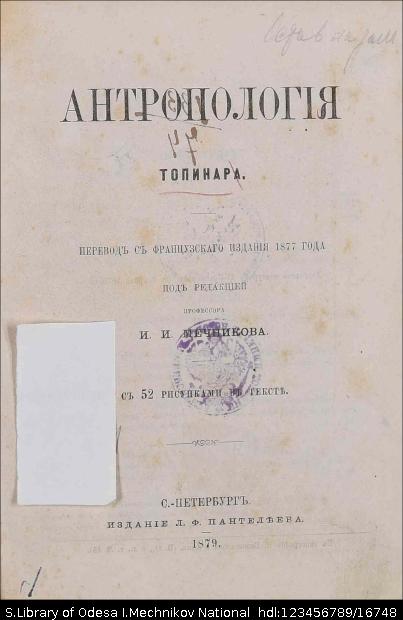 АНТРОПОЛОГІЯ
ТОПИНАРА.
ПЕРЕВОДЪ СЪ ФРАНЦУЗСКАГО ИЗДАНІЯ 1877 ГОДА
ПОДЪ РЕДАКЦІЕЙ
ПРОФЕССОРА
И. И. МЕЧНИКОВА.
СЪ 52 РИСУНКАМИ ВЪ ТЕКСТѢ.
С.-ПЕТЕРБУРГЪ.
ИЗДАНІЕ Л. Ф. ПАНТЕЛѢЕВА.
1879.
S.Library of Odesa I.Mechnikov National hdl:123456789/16748